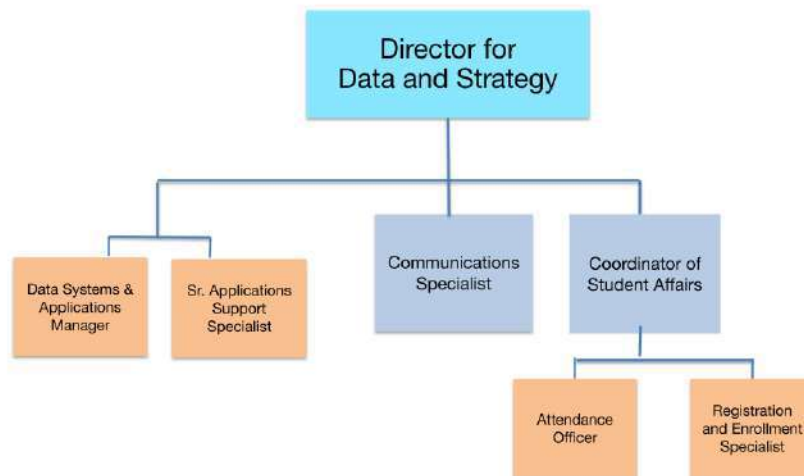 Director for
Data and Strategy
Data Systems &
Applications
Manager
Sr. Applications
Support
Specialist
Communications
Specialist
Coordinator of
Student Affairs
Attendance
Officer
Registration
and Enrollment
Specialist